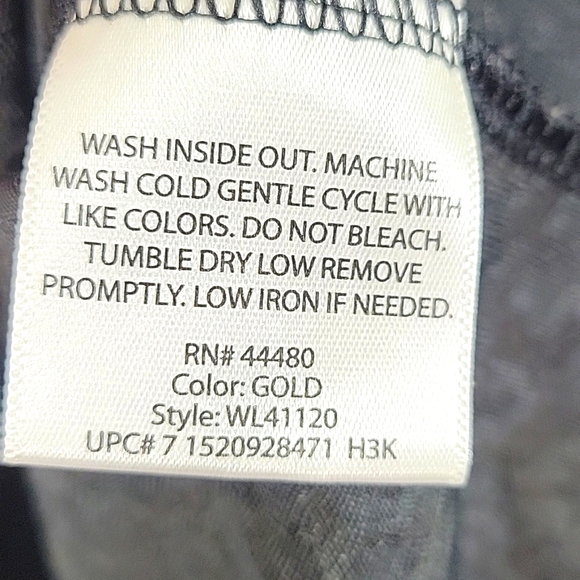 WASH INSIDE OUT. MACHINE
WASH COLD GENTLE CYCLE WITH
LIKE COLORS. DO NOT BLEACH.
TUMBLE DRY LOW REMOVE
PROMPTLY. LOW IRON IF NEEDED.
RN# 44480
Color: GOLD
Style: WL41120
UPC# 7 1520928471 H3K